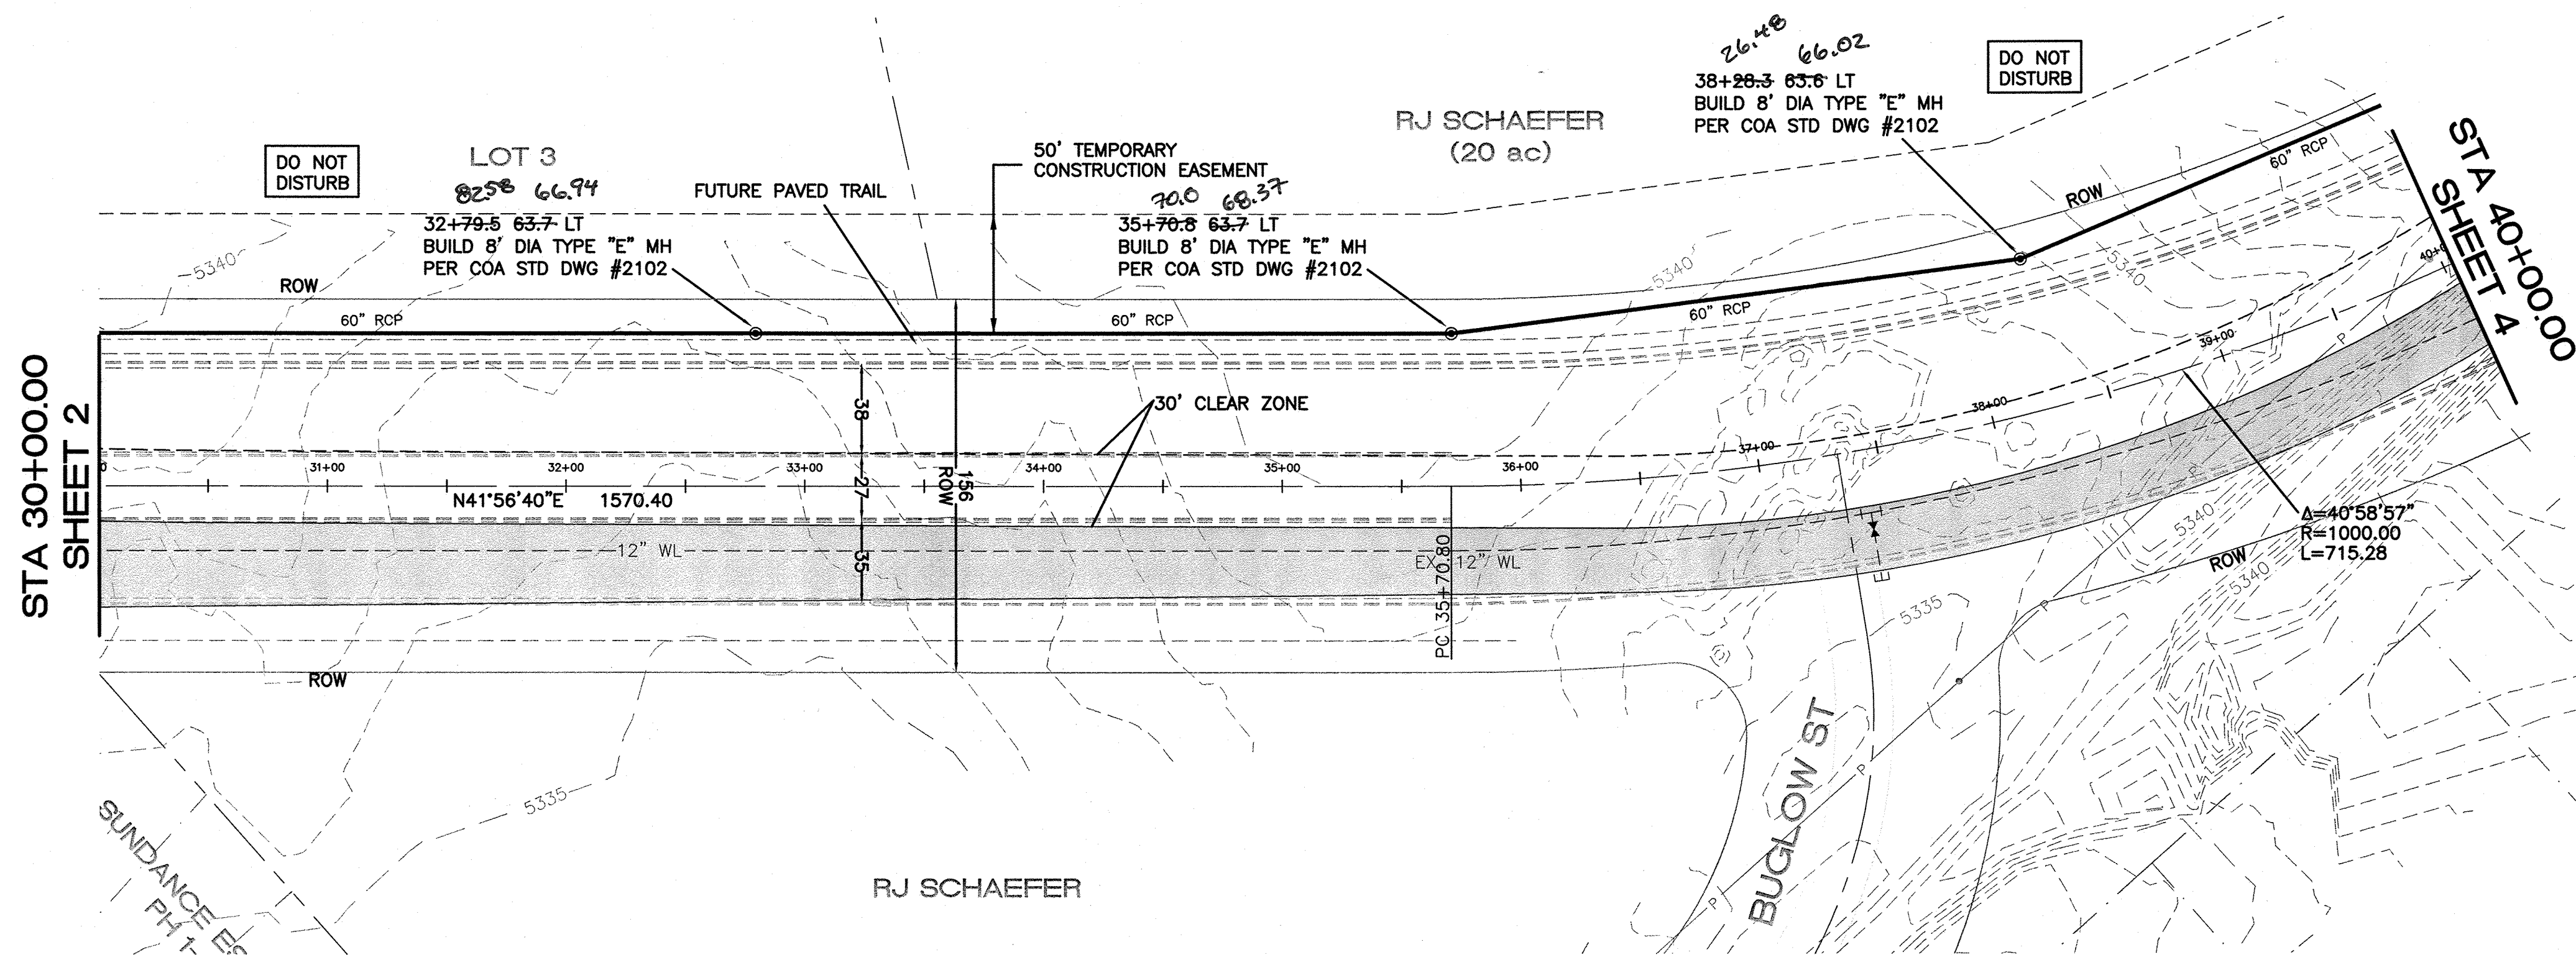 26.48 66.02
38+28.3 63.6 LT
BUILD 8' DIA TYPE "E" MH
PER COA STD DWG #2102
DO NOT
DISTURB
RJ SCHAEFER
(20 ac)
DO NOT
DISTURB
LOT 3
82.58 66.94
32+79.5 63.7 LT
BUILD 8' DIA TYPE "E" MH
PER COA STD DWG #2102
FUTURE PAVED TRAIL
50' TEMPORARY
CONSTRUCTION EASEMENT
70.0 68.37
35+70.8 63.7 LT
BUILD 8' DIA TYPE "E" MH
PER COA STD DWG #2102
60" RCP
ROW
STA 40+00.00
SHEET 4
5340
ROW
5340
5340
60" RCP
60" RCP
60" RCP
STA 30+00.00
SHEET 2
38
30' CLEAR ZONE
0
31+00
32+00
33+00
34+00
35+00
36+00
37+00
38+00
39+00
40+0
N41°56'40"E 1570.40
27
156
ROW
35
12" WL
EX 12" WL
PC 35+70.80
P
P
E
Δ=40°58'57"
R=1000.00
L=715.28
5340
ROW
5340
5335
P
ROW
P
P
BUGLOW ST
5335
SUNDANCE ES
PH 1-
RJ SCHAEFER